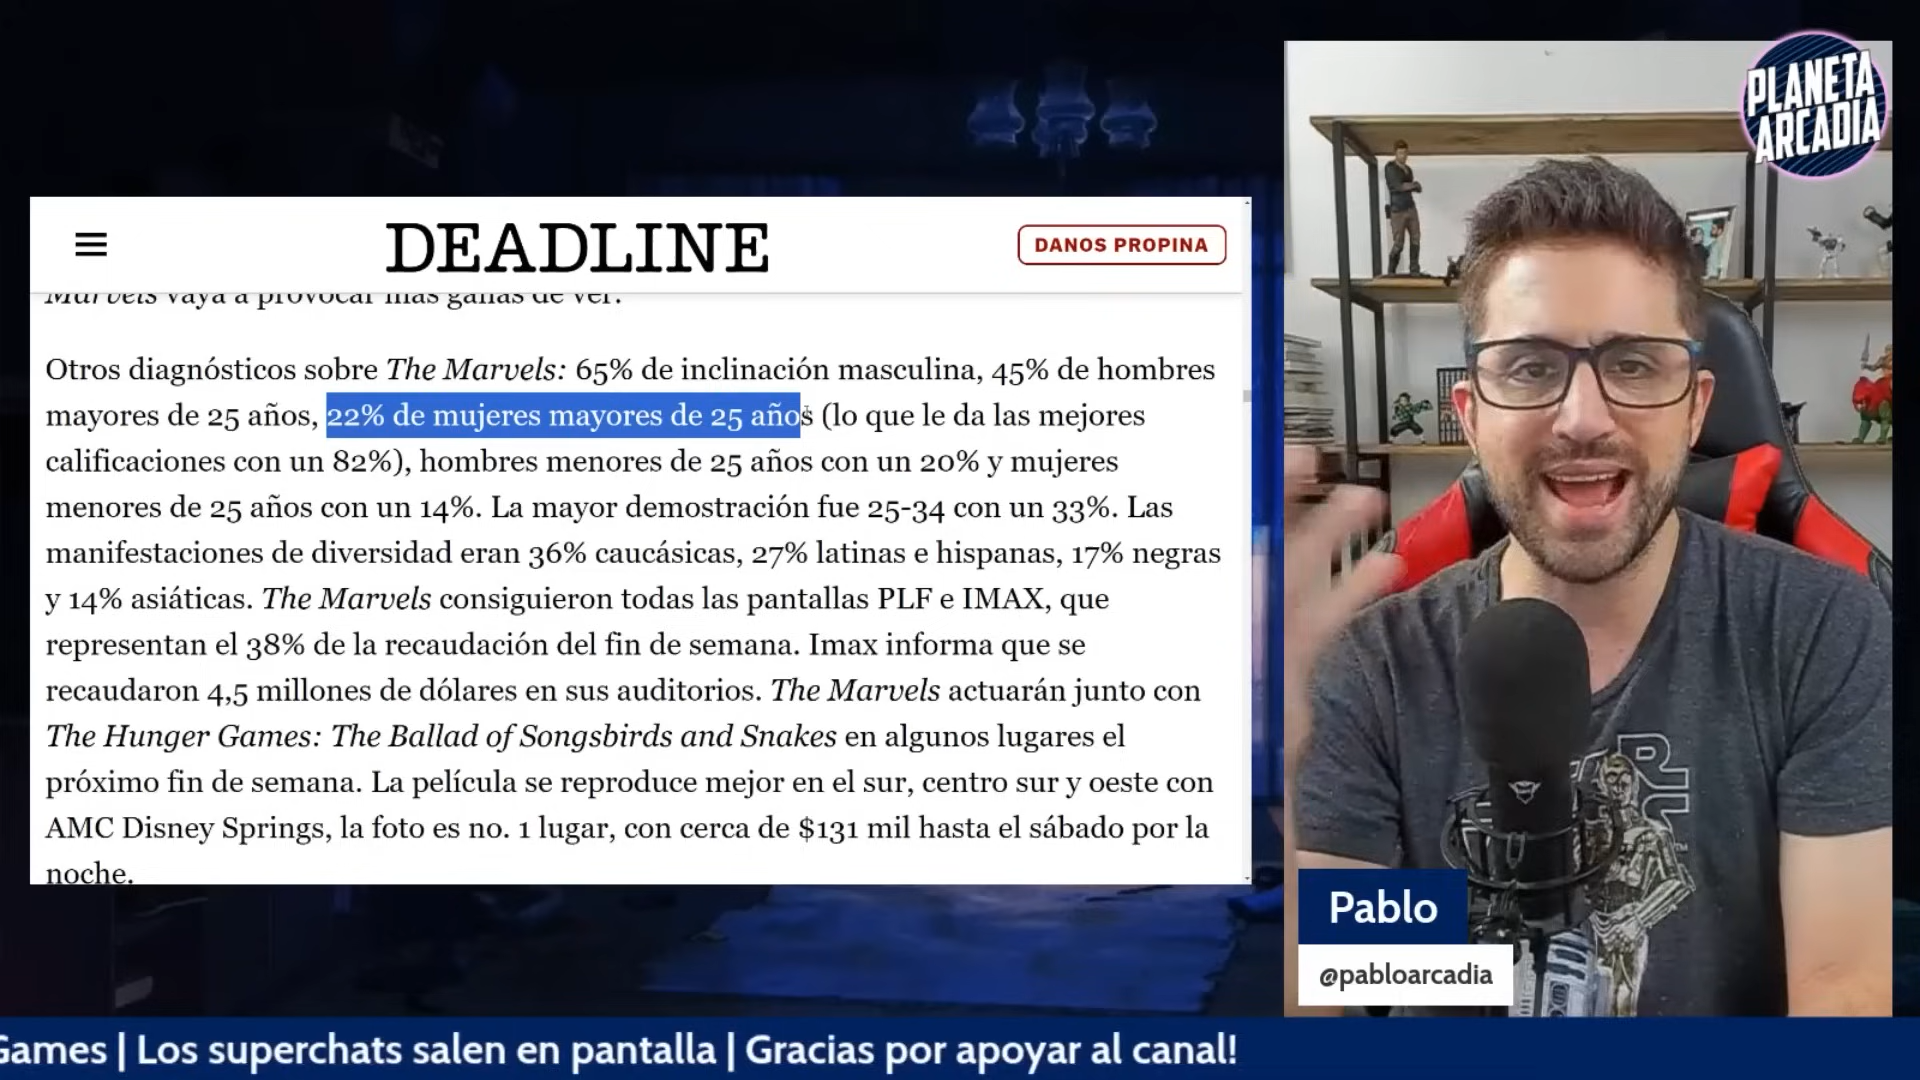 PLANETA
ARCADIA
DEADLINE
DANOS PROPINA
Marvels vaya a provocar más ganas de ver.
Otros diagnósticos sobre The Marvels: 65% de inclinación masculina, 45% de hombres
mayores de 25 años, 22% de mujeres mayores de 25 años (lo que le da las mejores
calificaciones con un 82%), hombres menores de 25 años con un 20% y mujeres
menores de 25 años con un 14%. La mayor demostración fue 25-34 con un 33%. Las
manifestaciones de diversidad eran 36% caucásicas, 27% latinas e hispanas, 17% negras
y 14% asiáticas. The Marvels consiguieron todas las pantallas PLF e IMAX, que
representan el 38% de la recaudación del fin de semana. Imax informa que se
recaudaron 4,5 millones de dólares en sus auditorios. The Marvels actuarán junto con
The Hunger Games: The Ballad of Songsbirds and Snakes en algunos lugares el
próximo fin de semana. La película se reproduce mejor en el sur, centro sur y oeste con
AMC Disney Springs, la foto es no. 1 lugar, con cerca de $131 mil hasta el sábado por la
noche.
Pablo
@pabloarcadia
Games | Los superchats salen en pantalla | Gracias por apoyar al canal!